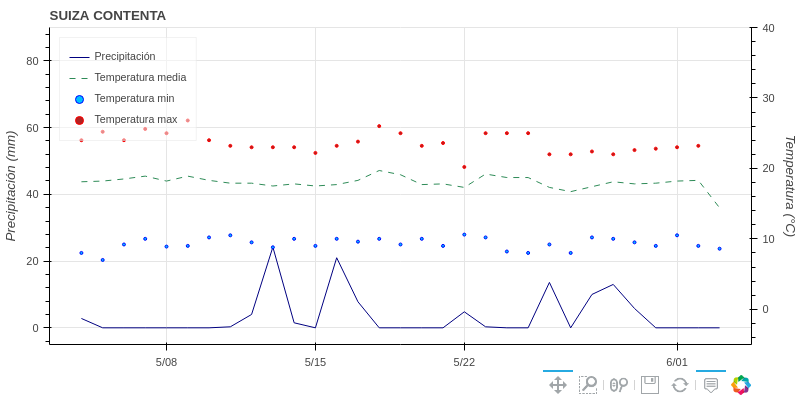 SUIZA CONTENTA
Precipitación
Temperatura media
Temperatura min
Temperatura max
Precipitación (mm)
80
60
40
20
0
Temperatura (°C)
40
30
20
10
0
5/08
5/15
5/22
6/01